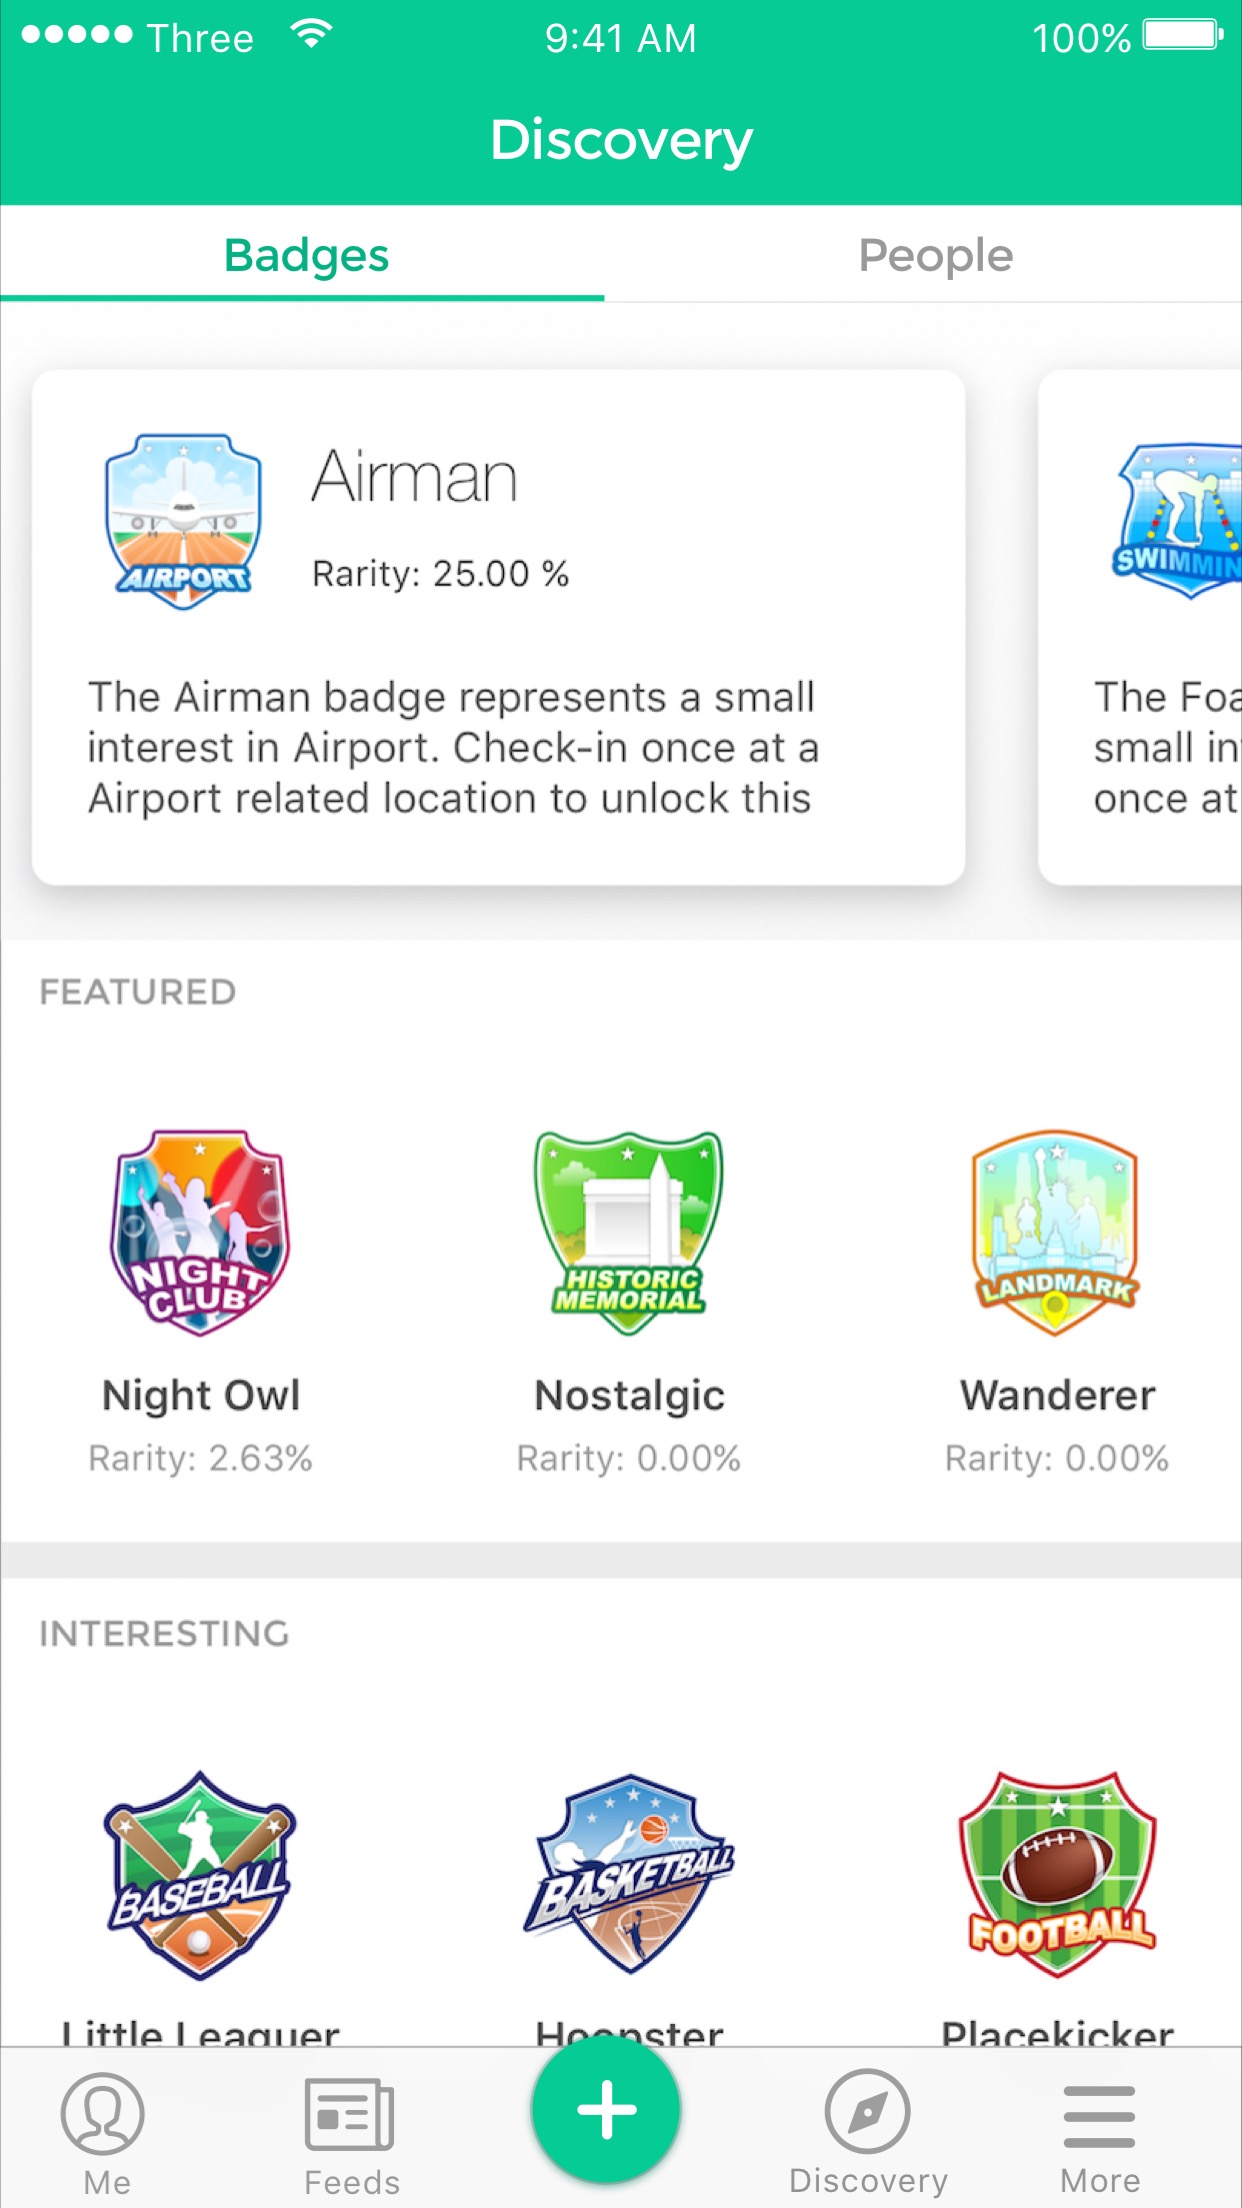 Three
9:41 AM
100%
Discovery
Badges
People
AIRPORT
Airman
Rarity: 25.00 %
The Airman badge represents a small
interest in Airport. Check-in once at a
Airport related location to unlock this
SWIMMIN
The Foa
small in
once at
FEATURED
NIGHT
CLUB
HISTORIC
MEMORIAL
LANDMARK
Night Owl
Nostalgic
Wanderer
Rarity: 2.63%
Rarity: 0.00%
Rarity: 0.00%
INTERESTING
BASEBALL
BASKETBALL
FOOTBALL
Little Leaguer
Hoopster
Placekicker
Me
Feeds
Discovery
More